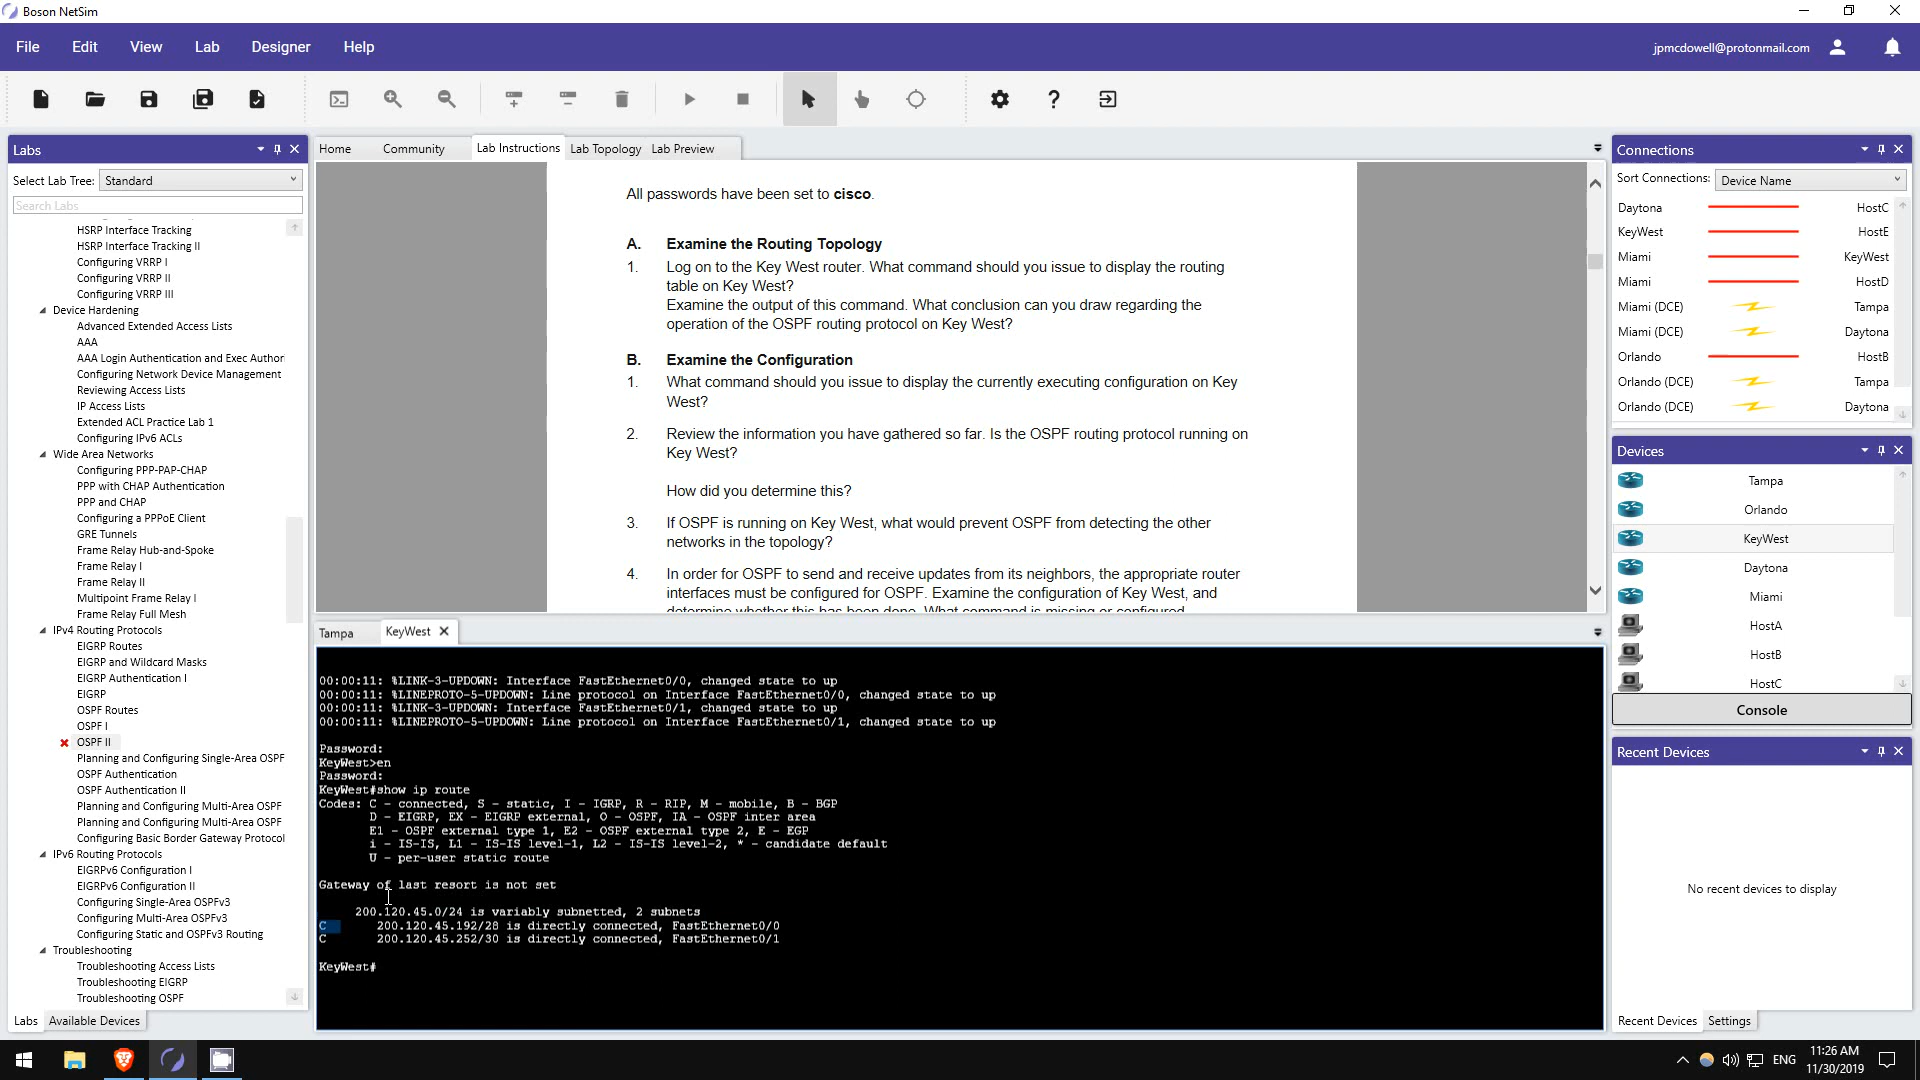 Boson NetSim
File Edit View Lab Designer Help
jpmcdowell@protonmail.com
Labs
Select Lab Tree: Standard
Search Labs
HSRP Interface Tracking
HSRP Interface Tracking II
Configuring VRRP I
Configuring VRRP II
Configuring VRRP III
Device Hardening
Advanced Extended Access Lists
AAA
AAA Login Authentication and Exec Author
Configuring Network Device Management
Reviewing Access Lists
IP Access Lists
Extended ACL Practice Lab 1
Configuring IPv6 ACLs
Wide Area Networks
Configuring PPP-PAP-CHAP
PPP with CHAP Authentication
PPP and CHAP
Configuring a PPPoE Client
GRE Tunnels
Frame Relay Hub-and-Spoke
Frame Relay I
Frame Relay II
Multipoint Frame Relay I
Frame Relay Full Mesh
IPv4 Routing Protocols
EIGRP Routes
EIGRP and Wildcard Masks
EIGRP Authentication I
EIGRP
OSPF Routes
OSPF I
OSPF II
Planning and Configuring Single-Area OSPF
OSPF Authentication
OSPF Authentication II
Planning and Configuring Multi-Area OSPF
Planning and Configuring Multi-Area OSPF
Configuring Basic Border Gateway Protocol
IPv6 Routing Protocols
EIGRPv6 Configuration I
EIGRPv6 Configuration II
Configuring Single-Area OSPFv3
Configuring Multi-Area OSPFv3
Configuring Static and OSPFv3 Routing
Troubleshooting
Troubleshooting Access Lists
Troubleshooting EIGRP
Troubleshooting OSPF
Labs Available Devices
Home Community Lab Instructions Lab Topology Lab Preview
All passwords have been set to cisco.
A. Examine the Routing Topology
1. Log on to the Key West router. What command should you issue to display the routing
table on Key West?
Examine the output of this command. What conclusion can you draw regarding the
operation of the OSPF routing protocol on Key West?
B. Examine the Configuration
1. What command should you issue to display the currently executing configuration on Key
West?
2. Review the information you have gathered so far. Is the OSPF routing protocol running on
Key West?
How did you determine this?
3. If OSPF is running on Key West, what would prevent OSPF from detecting the other
networks in the topology?
4. In order for OSPF to send and receive updates from its neighbors, the appropriate router
interfaces must be configured for OSPF. Examine the configuration of Key West, and
determine whether this has been done. What command is missing or configured
Tampa KeyWest
00:00:11: %LINK-3-UPDOWN: Interface FastEthernet0/0, changed state to up
00:00:11: %LINEPROTO-5-UPDOWN: Line protocol on Interface FastEthernet0/0, changed state to up
00:00:11: %LINK-3-UPDOWN: Interface FastEthernet0/1, changed state to up
00:00:11: %LINEPROTO-5-UPDOWN: Line protocol on Interface FastEthernet0/1, changed state to up
Password:
KeyWest>en
Password:
KeyWest#show ip route
Codes: C - connected, S - static, I - IGRP, R - RIP, M - mobile, B - BGP
D - EIGRP, EX - EIGRP external, O - OSPF, IA - OSPF inter area
E1 - OSPF external type 1, E2 - OSPF external type 2, E - EGP
i - IS-IS, L1 - IS-IS level-1, L2 - IS-IS level-2, * - candidate default
U - per-user static route
Gateway of last resort is not set
200.120.45.0/24 is variably subnetted, 2 subnets
C 200.120.45.192/28 is directly connected, FastEthernet0/0
C 200.120.45.252/30 is directly connected, FastEthernet0/1
KeyWest#
Connections
Sort Connections: Device Name
Daytona HostC
KeyWest HostE
Miami KeyWest
Miami HostD
Miami (DCE) Tampa
Miami (DCE) Daytona
Orlando HostB
Orlando (DCE) Tampa
Orlando (DCE) Daytona
Devices
Tampa
Orlando
KeyWest
Daytona
Miami
HostA
HostB
HostC
Console
Recent Devices
No recent devices to display
Recent Devices Settings
ENG
11:26 AM
11/30/2019